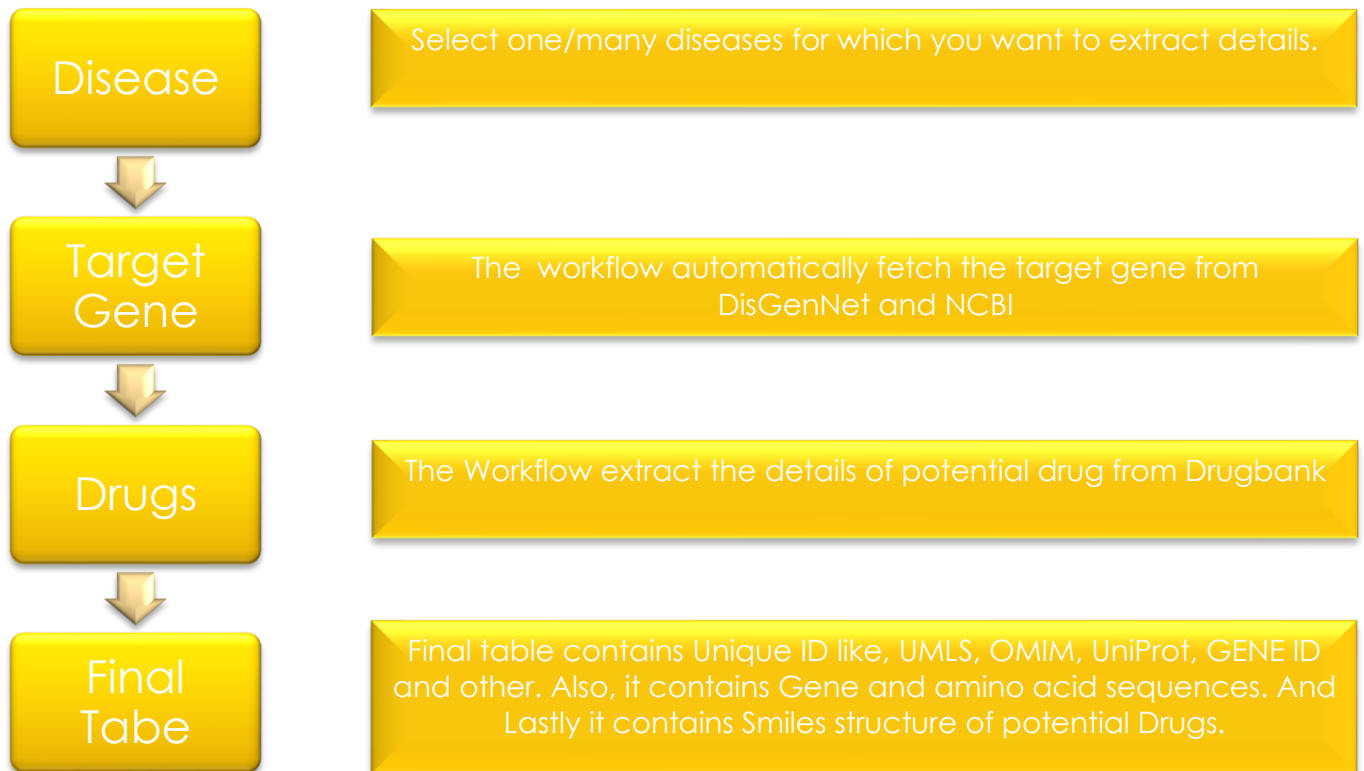 Disease
Select one/many diseases for which you want to extract details.
Target
Gene
The  workflow automatically fetch the target gene from
DisGenNet and NCBI
Drugs
The Workflow extract the details of potential drug from Drugbank
Final
Tabe
Final table contains Unique ID like, UMLS, OMIM, UniProt, GENE ID
and other. Also, it contains Gene and amino acid sequences. And
Lastly it contains Smiles structure of potential Drugs.